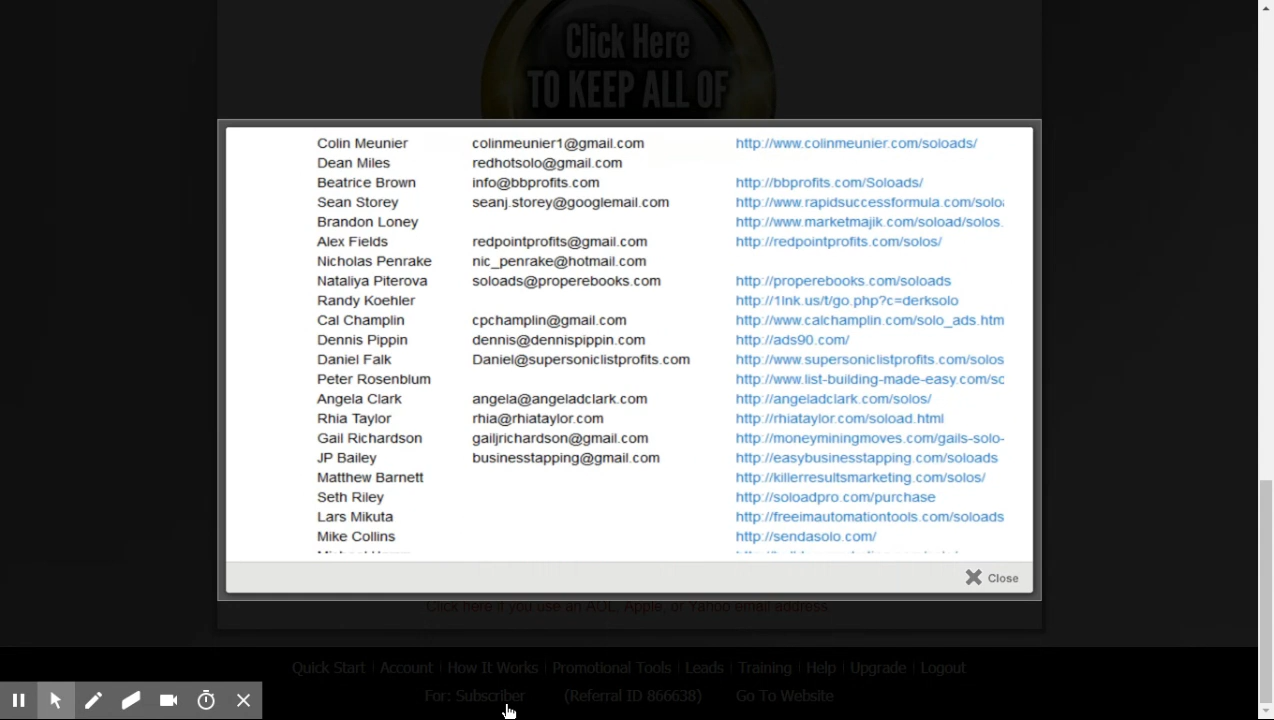 Click Here
TO KEEP ALL OF
Colin Meunier colinmeunier1@gmail.com http://www.colinmeunier.com/soloads/
Dean Miles redhotsolo@gmail.com
Beatrice Brown info@bbprofits.com http://bbprofits.com/Soloads/
Sean Storey seanj.storey@googlemail.com http://www.rapidsuccessformula.com/solo
Brandon Loney http://www.marketmajik.com/soload/solos.
Alex Fields redpointprofits@gmail.com http://redpointprofits.com/solos/
Nicholas Penrake nic_penrake@hotmail.com
Nataliya Piterova soloads@properebooks.com http://properebooks.com/soloads
Randy Koehler http://1lnk.us/t/go.php?c=derksolo
Cal Champlin cpchamplin@gmail.com http://www.calchamplin.com/solo_ads.htm
Dennis Pippin dennis@dennispippin.com http://ads90.com/
Daniel Falk Daniel@supersoniclistprofits.com http://www.supersoniclistprofits.com/solos
Peter Rosenblum http://www.list-building-made-easy.com/sc
Angela Clark angela@angeladclark.com http://angeladclark.com/solos/
Rhia Taylor rhia@rhiataylor.com http://rhiataylor.com/soload.html
Gail Richardson gailjrichardson@gmail.com http://moneyminingmoves.com/gails-solo-
JP Bailey businesstapping@gmail.com http://easybusinesstapping.com/soloads
Matthew Barnett http://killerresultsmarketing.com/solos/
Seth Riley http://soloadpro.com/purchase
Lars Mikuta http://freeimautomationtools.com/soloads
Mike Collins http://sendasolo.com/
Close
Click here if you use an AOL, Apple, or Yahoo email address.
Quick Start | Account | How It Works | Promotional Tools | Leads | Training | Help | Upgrade | Logout
For: Subscriber (Referral ID 866638) Go To Website